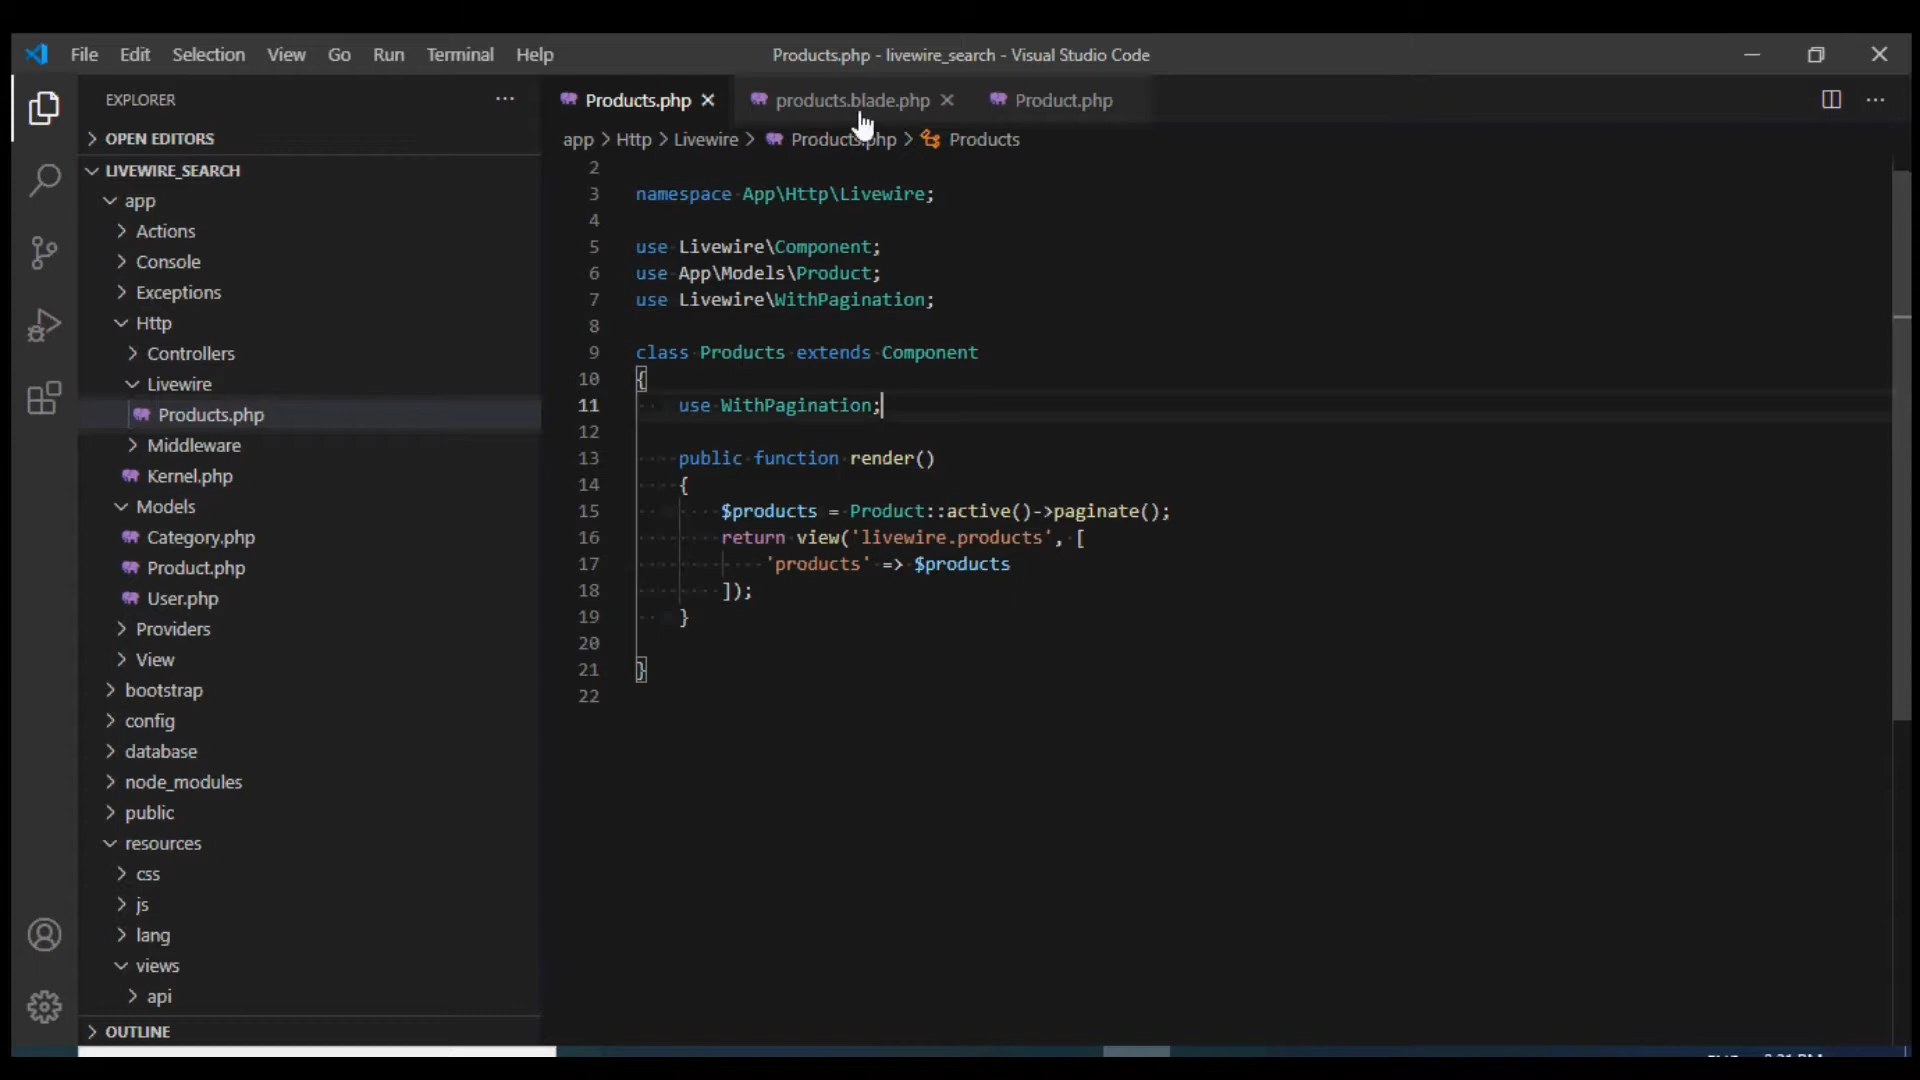 File Edit Selection View Go Run Terminal Help
Products.php - livewire_search - Visual Studio Code
EXPLORER
OPEN EDITORS
LIVEWIRE_SEARCH
app
Actions
Console
Exceptions
Http
Controllers
Livewire
Products.php
Middleware
Kernel.php
Models
Category.php
Product.php
User.php
Providers
View
bootstrap
config
database
node_modules
public
resources
css
js
lang
views
api
OUTLINE
Products.php products.blade.php Product.php
app > Http > Livewire > Products.php > Products
2
3 namespace App\Http\Livewire;
4
5 use Livewire\Component;
6 use App\Models\Product;
7 use Livewire\WithPagination;
8
9 class Products extends Component
10 {
11 use WithPagination;
12
13 public function render()
14 {
15 $products = Product::active()->paginate();
16 return view('livewire.products', [
17 'products' => $products
18 ]);
19 }
20
21 }
22